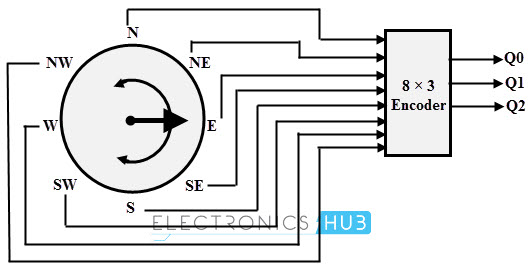 N
NW
NE
W
E
SW
SE
S
8 × 3
Encoder
Q0
Q1
Q2
ELECTRONICS HUB